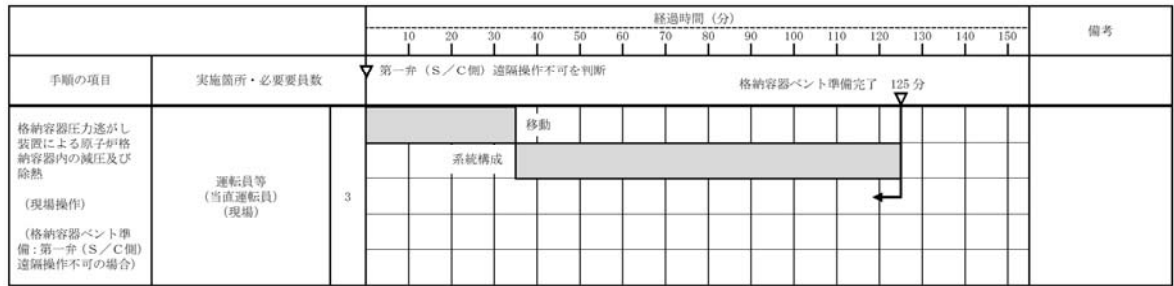 経過時間（分）
備考
10 20 30 40 50 60 70 80 90 100 110 120 130 140 150
手順の項目
実施箇所・必要要員数
第一弁（Ｓ／Ｃ側）遠隔操作不可を判断
格納容器ベント準備完了 125分
格納容器圧力逃がし
装置による原子炉格
納容器内の減圧及び
除熱
（現場操作）
（格納容器ベント準
備：第一弁（Ｓ／Ｃ側）
遠隔操作不可の場合）
運転員等
（当直運転員）
（現場）
3
移動
系統構成